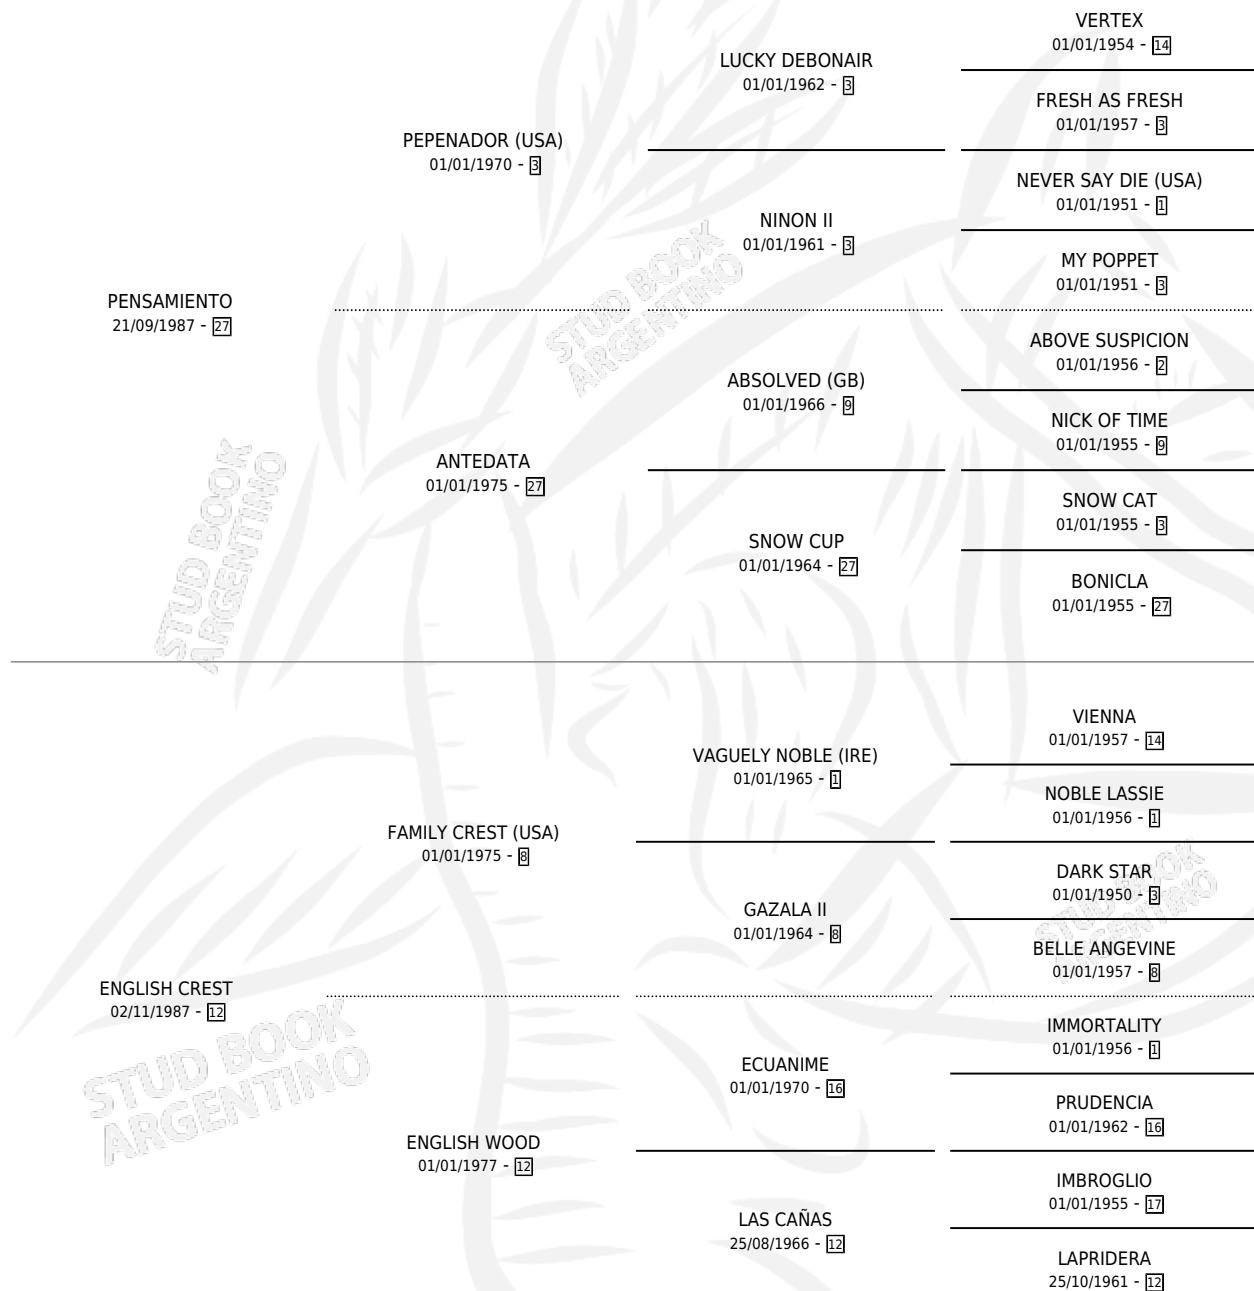 VERTEX
01/01/1954 - 14
LUCKY DEBONAIR
01/01/1962 - 3
FRESH AS FRESH
01/01/1957 - 3
PEPENADOR (USA)
01/01/1970 - 3
NEVER SAY DIE (USA)
01/01/1951 - 1
NINON II
01/01/1961 - 3
MY POPPET
01/01/1951 - 3
PENSAMIENTO
21/09/1987 - 27
ABOVE SUSPICION
01/01/1956 - 2
ABSOLVED (GB)
01/01/1966 - 9
NICK OF TIME
01/01/1955 - 9
ANTEDATA
01/01/1975 - 27
SNOW CAT
01/01/1955 - 3
SNOW CUP
01/01/1964 - 27
BONICLA
01/01/1955 - 27
STUD BOOK
ARGENTINO
STUD BOOK
ARGENTINO
VIENNA
01/01/1957 - 14
VAGUELY NOBLE (IRE)
01/01/1965 - 1
NOBLE LASSIE
01/01/1956 - 1
FAMILY CREST (USA)
01/01/1975 - 8
DARK STAR
01/01/1950 - 3
GAZALA II
01/01/1964 - 8
BELLE ANGEVINE
01/01/1957 - 8
ENGLISH CREST
02/11/1987 - 12
IMMORTALITY
01/01/1956 - 1
ECUANIME
01/01/1970 - 16
PRUDENCIA
01/01/1962 - 16
ENGLISH WOOD
01/01/1977 - 12
IMBROGLIO
01/01/1955 - 17
LAS CAÑAS
25/08/1966 - 12
LAPRIDERA
25/10/1961 - 12
STUD BOOK
ARGENTINO
STUD BOOK
ARGENTINO